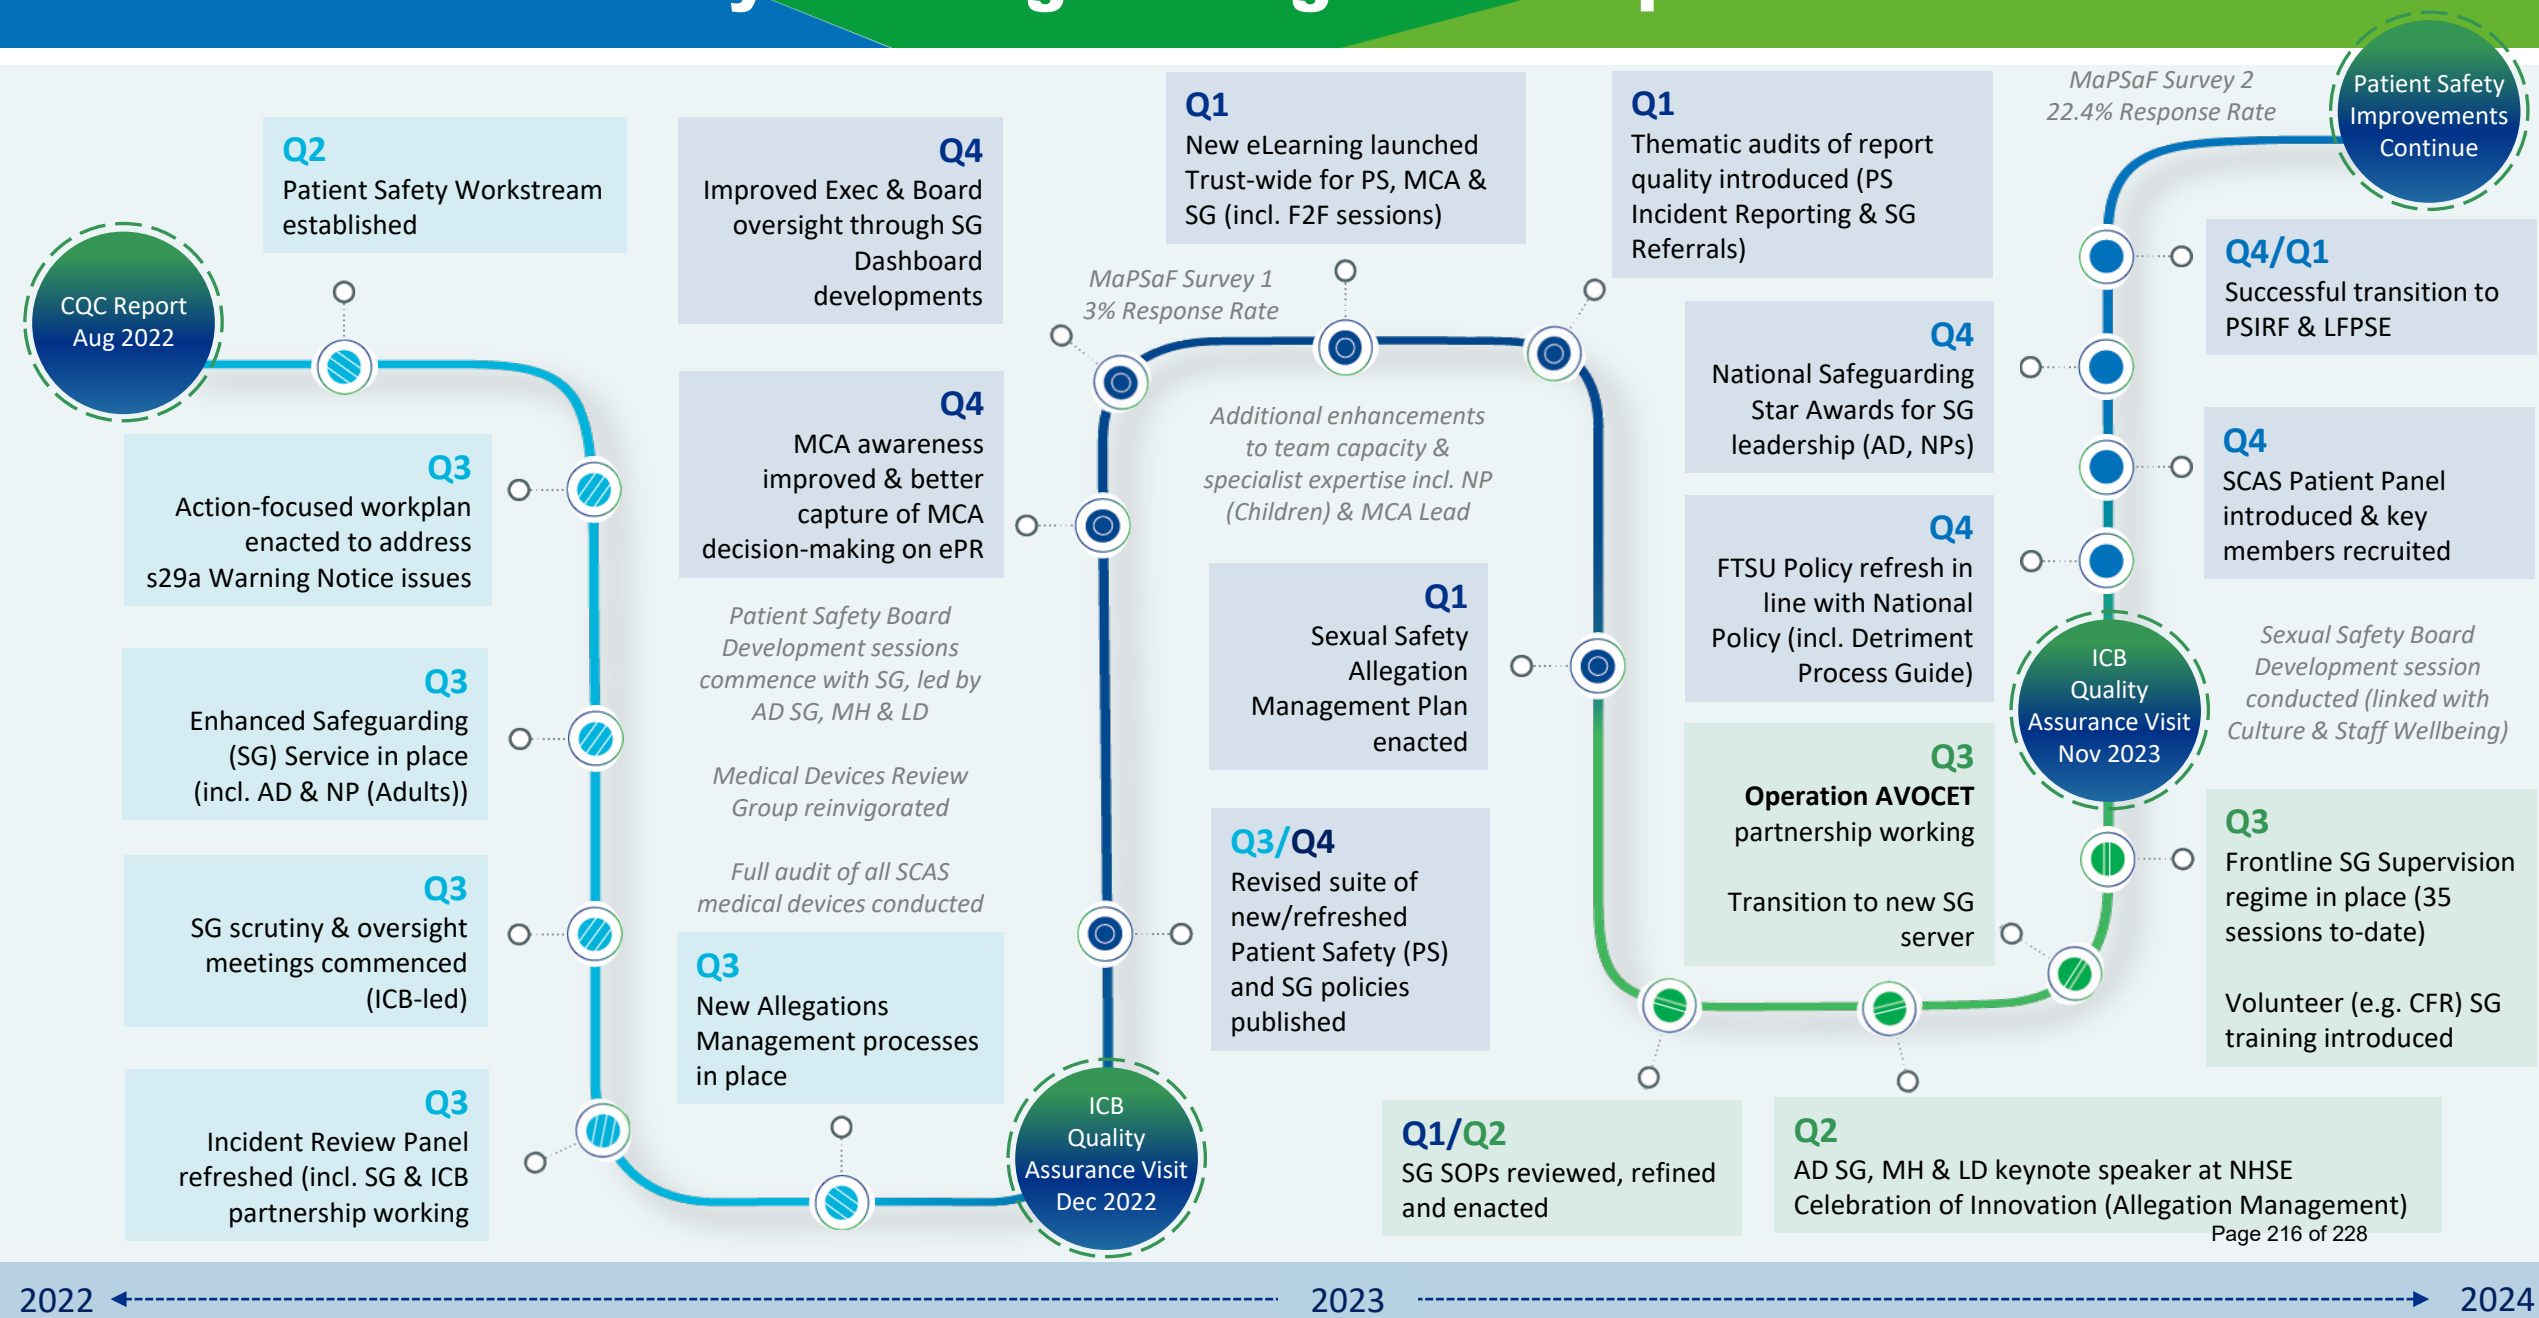 CQC Report
Aug 2022
Q2
Patient Safety Workstream
established
Q3
Action-focused workplan
enacted to address
s29a Warning Notice issues
Q3
Enhanced Safeguarding
(SG) Service in place
(incl. AD & NP (Adults))
Q3
SG scrutiny & oversight
meetings commenced
(ICB-led)
Q3
Incident Review Panel
refreshed (incl. SG & ICB
partnership working
Q4
Improved Exec & Board
oversight through SG
Dashboard
developments
Q4
MCA awareness
improved & better
capture of MCA
decision-making on ePR
Patient Safety Board
Development sessions
commence with SG, led by
AD SG, MH & LD
Medical Devices Review
Group reinvigorated
Full audit of all SCAS
medical devices conducted
Q3
New Allegations
Management processes
in place
ICB
Quality
Assurance Visit
Dec 2022
MaPSaF Survey 1
3% Response Rate
Q1
New eLearning launched
Trust-wide for PS, MCA &
SG (incl. F2F sessions)
Additional enhancements
to team capacity &
specialist expertise incl. NP
(Children) & MCA Lead
Q1
Sexual Safety
Allegation
Management Plan
enacted
Q3/Q4
Revised suite of
new/refreshed
Patient Safety (PS)
and SG policies
published
Q1
Thematic audits of report
quality introduced (PS
Incident Reporting & SG
Referrals)
Q4
National Safeguarding
Star Awards for SG
leadership (AD, NPs)
Q4
FTSU Policy refresh in
line with National
Policy (incl. Detriment
Process Guide)
Q3
Operation AVOCET
partnership working
Transition to new SG
server
Q1/Q2
SG SOPs reviewed, refined
and enacted
Q2
AD SG, MH & LD keynote speaker at NHSE
Celebration of Innovation (Allegation Management)
MaPSaF Survey 2
22.4% Response Rate
Patient Safety
Improvements
Continue
Q4/Q1
Successful transition to
PSIRF & LFPSE
Q4
SCAS Patient Panel
introduced & key
members recruited
ICB
Quality
Assurance Visit
Nov 2023
Sexual Safety Board
Development session
conducted (linked with
Culture & Staff Wellbeing)
Q3
Frontline SG Supervision
regime in place (35
sessions to-date)
Volunteer (e.g. CFR) SG
training introduced
Page 216 of 228
2022
2023
2024